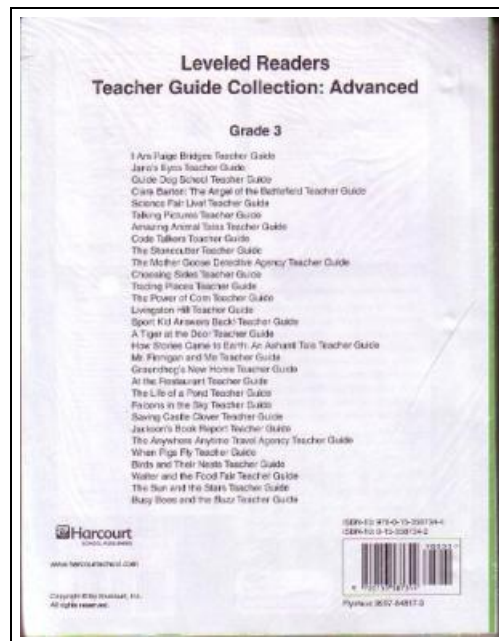 Leveled Readers
Teacher Guide Collection: Advanced
Grade 3
I Am Paige Bridges Teacher Guide
Jane's Eyes Teacher Guide
Guide Dog School Teacher Guide
Clara Barton: The Angel of the Battlefield Teacher Guide
Science Fair Live! Teacher Guide
Talking Pictures Teacher Guide
Amazing Animal Tales Teacher Guide
Code Talkers Teacher Guide
The Stonecutter Teacher Guide
The Mother Goose Detective Agency Teacher Guide
Choosing Sides Teacher Guide
Trading Places Teacher Guide
The Power of Corn Teacher Guide
Livingston Hill Teacher Guide
Sport Kid Answers Back! Teacher Guide
A Tiger at the Door Teacher Guide
How Stories Came to Earth: An Ashanti Tale Teacher Guide
Mr. Finnigan and Me Teacher Guide
Groundhog's New Home Teacher Guide
At the Restaurant Teacher Guide
The Life of a Pond Teacher Guide
Falcons in the Sky Teacher Guide
Saving Castle Clover Teacher Guide
Jackson's Book Report Teacher Guide
The Anywhere Anytime Travel Agency Teacher Guide
When Pigs Fly Teacher Guide
Birds and Their Nests Teacher Guide
Walter and the Food Fair Teacher Guide
The Sun and the Stars Teacher Guide
Busy Bees and the Buzz Teacher Guide
Harcourt
SCHOOL PUBLISHERS
www.harcourtschool.com
Copyright © by Harcourt, Inc.
All rights reserved.